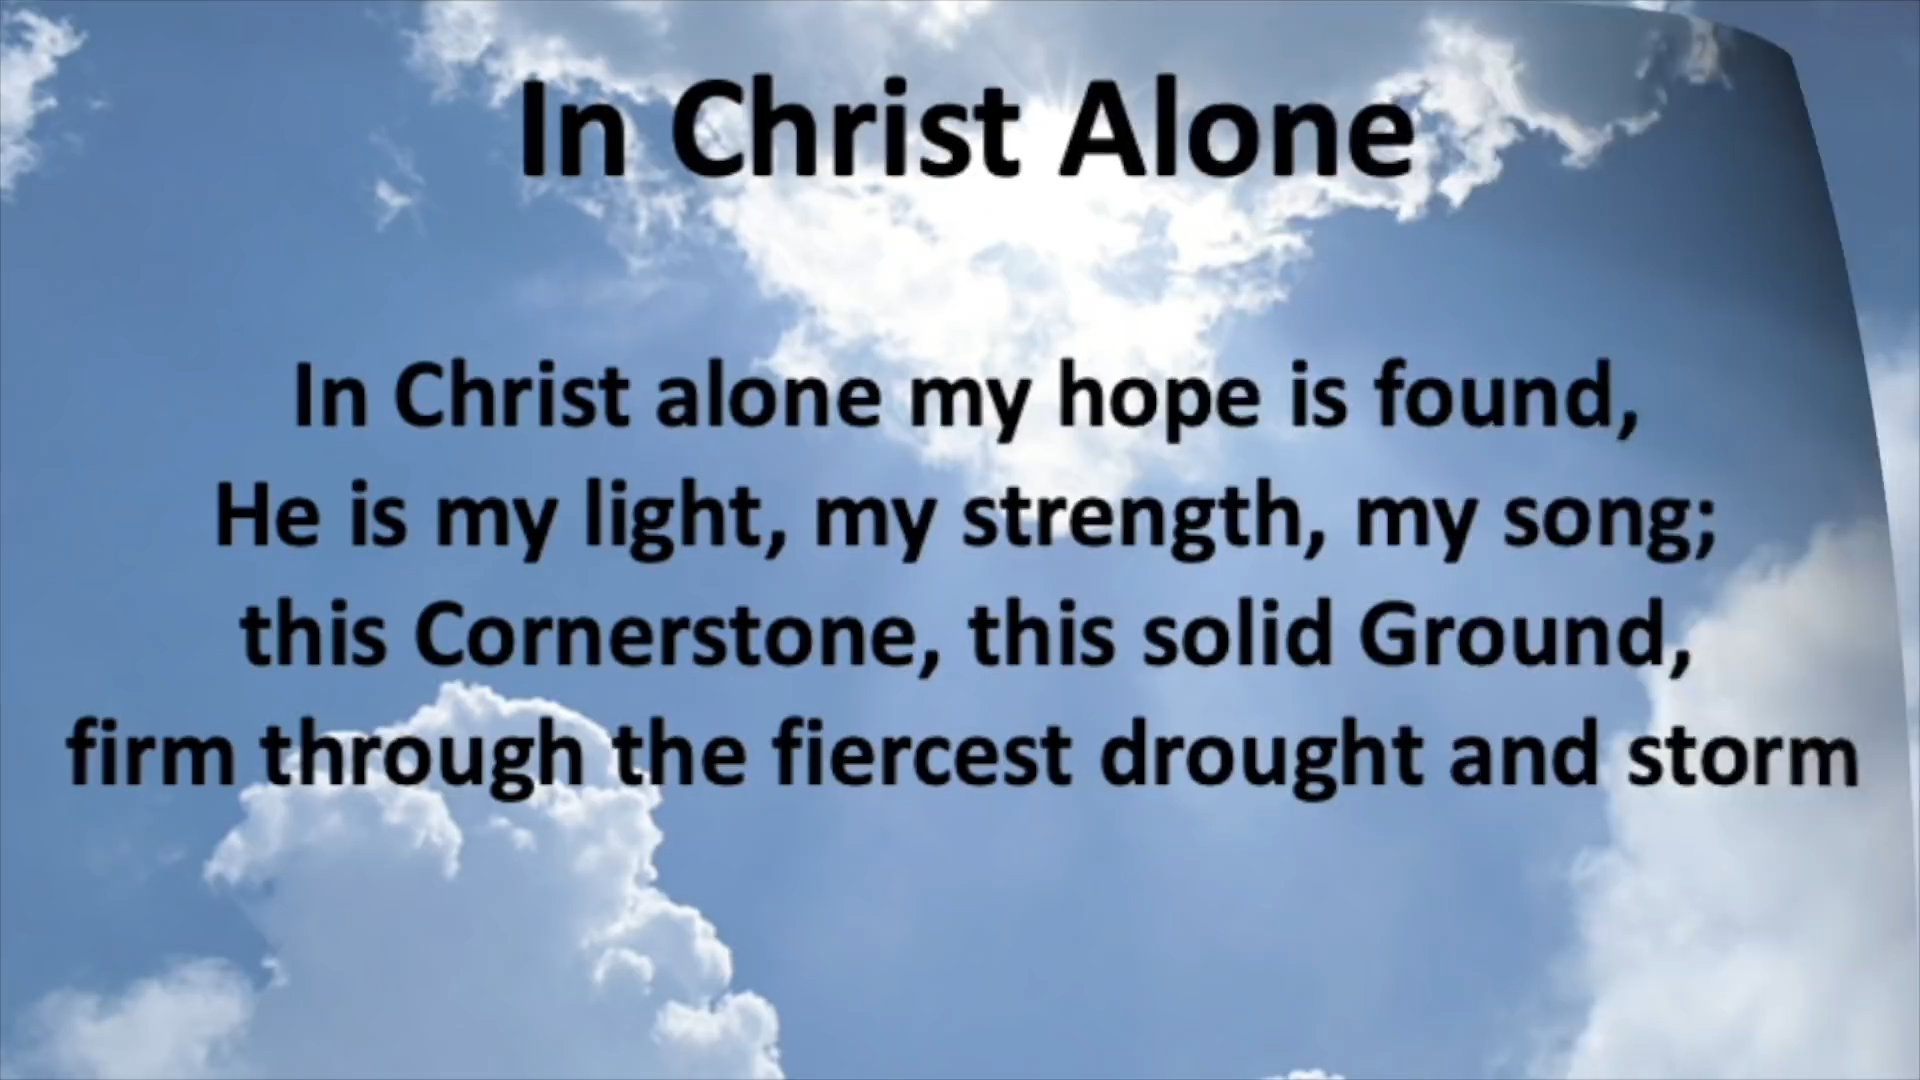 In Christ Alone
In Christ alone my hope is found,
He is my light, my strength, my song;
this Cornerstone, this solid Ground,
firm through the fiercest drought and storm